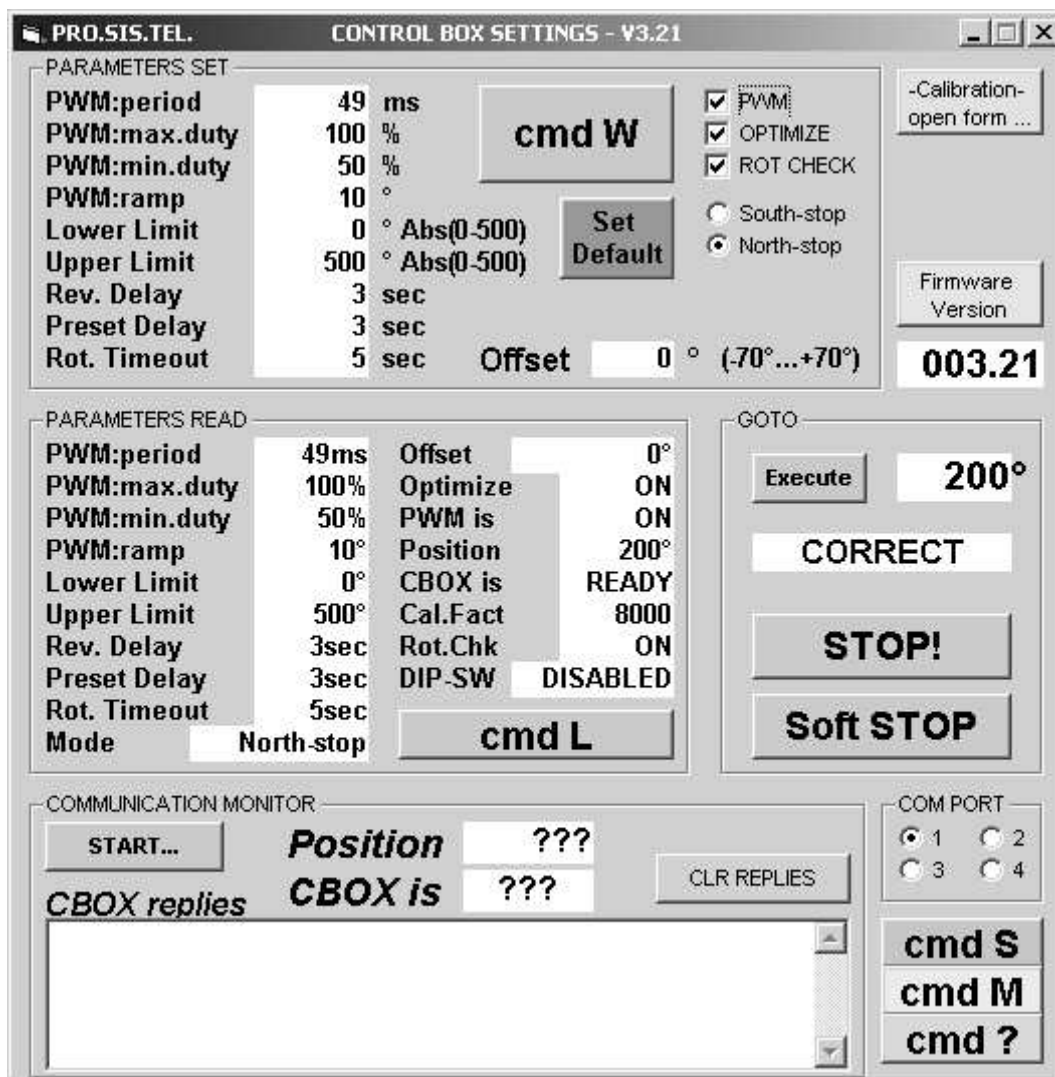 PRO.SIS.TEL. CONTROL BOX SETTINGS - V3.21
PARAMETERS SET
PWM:period 49 ms
PWM:max.duty 100 %
PWM:min.duty 50 %
PWM:ramp 10 °
Lower Limit 0 ° Abs(0-500)
Upper Limit 500 ° Abs(0-500)
Rev. Delay 3 sec
Preset Delay 3 sec
Rot. Timeout 5 sec
cmd W
Set
Default
Offset 0 ° (-70°...+70°)
PWM
OPTIMIZE
ROT CHECK
South-stop
North-stop
-Calibration-
open form ...
Firmware
Version
003.21
PARAMETERS READ
PWM:period 49ms
PWM:max.duty 100%
PWM:min.duty 50%
PWM:ramp 10°
Lower Limit 0°
Upper Limit 500°
Rev. Delay 3sec
Preset Delay 3sec
Rot. Timeout 5sec
Mode North-stop
Offset 0°
Optimize ON
PWM is ON
Position 200°
CBOX is READY
Cal.Fact 8000
Rot.Chk ON
DIP-SW DISABLED
cmd L
GOTO
Execute 200°
CORRECT
STOP!
Soft STOP
COMMUNICATION MONITOR
START...
Position ???
CBOX is ???
CLR REPLIES
CBOX replies
COM PORT
1 2
3 4
cmd S
cmd M
cmd ?